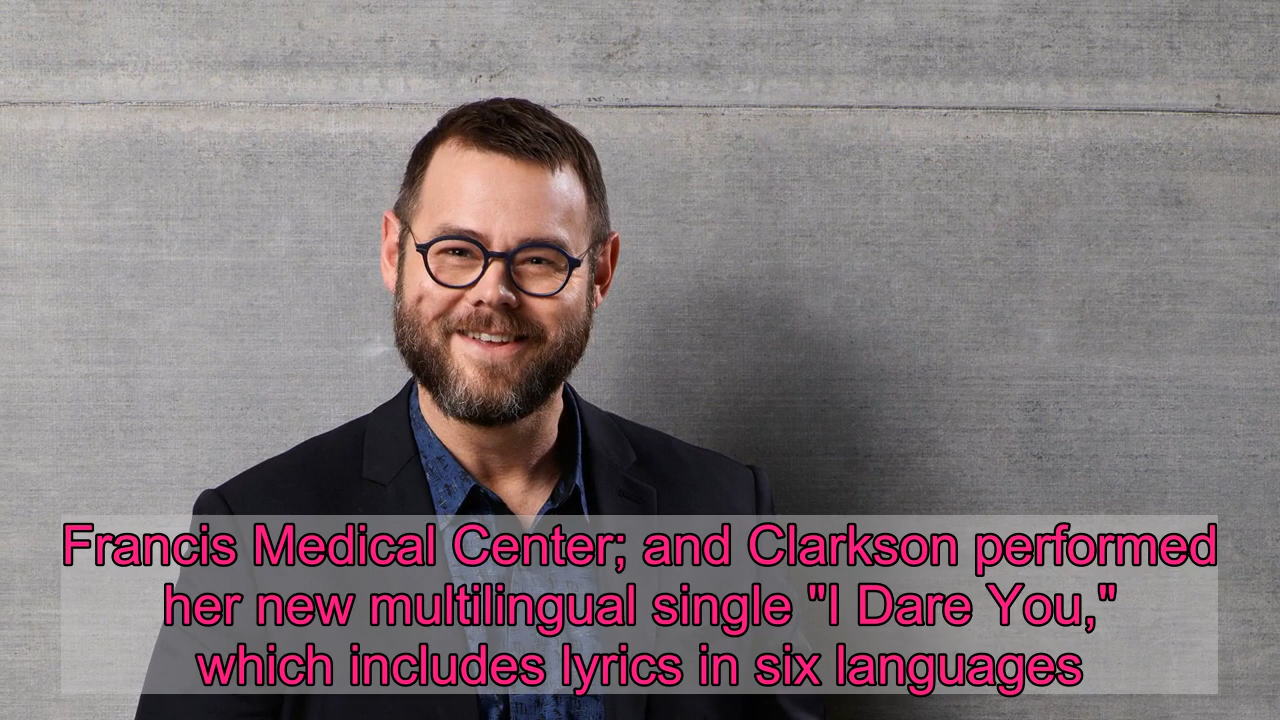 Francis Medical Center; and Clarkson performed
her new multilingual single "I Dare You,"
which includes lyrics in six languages